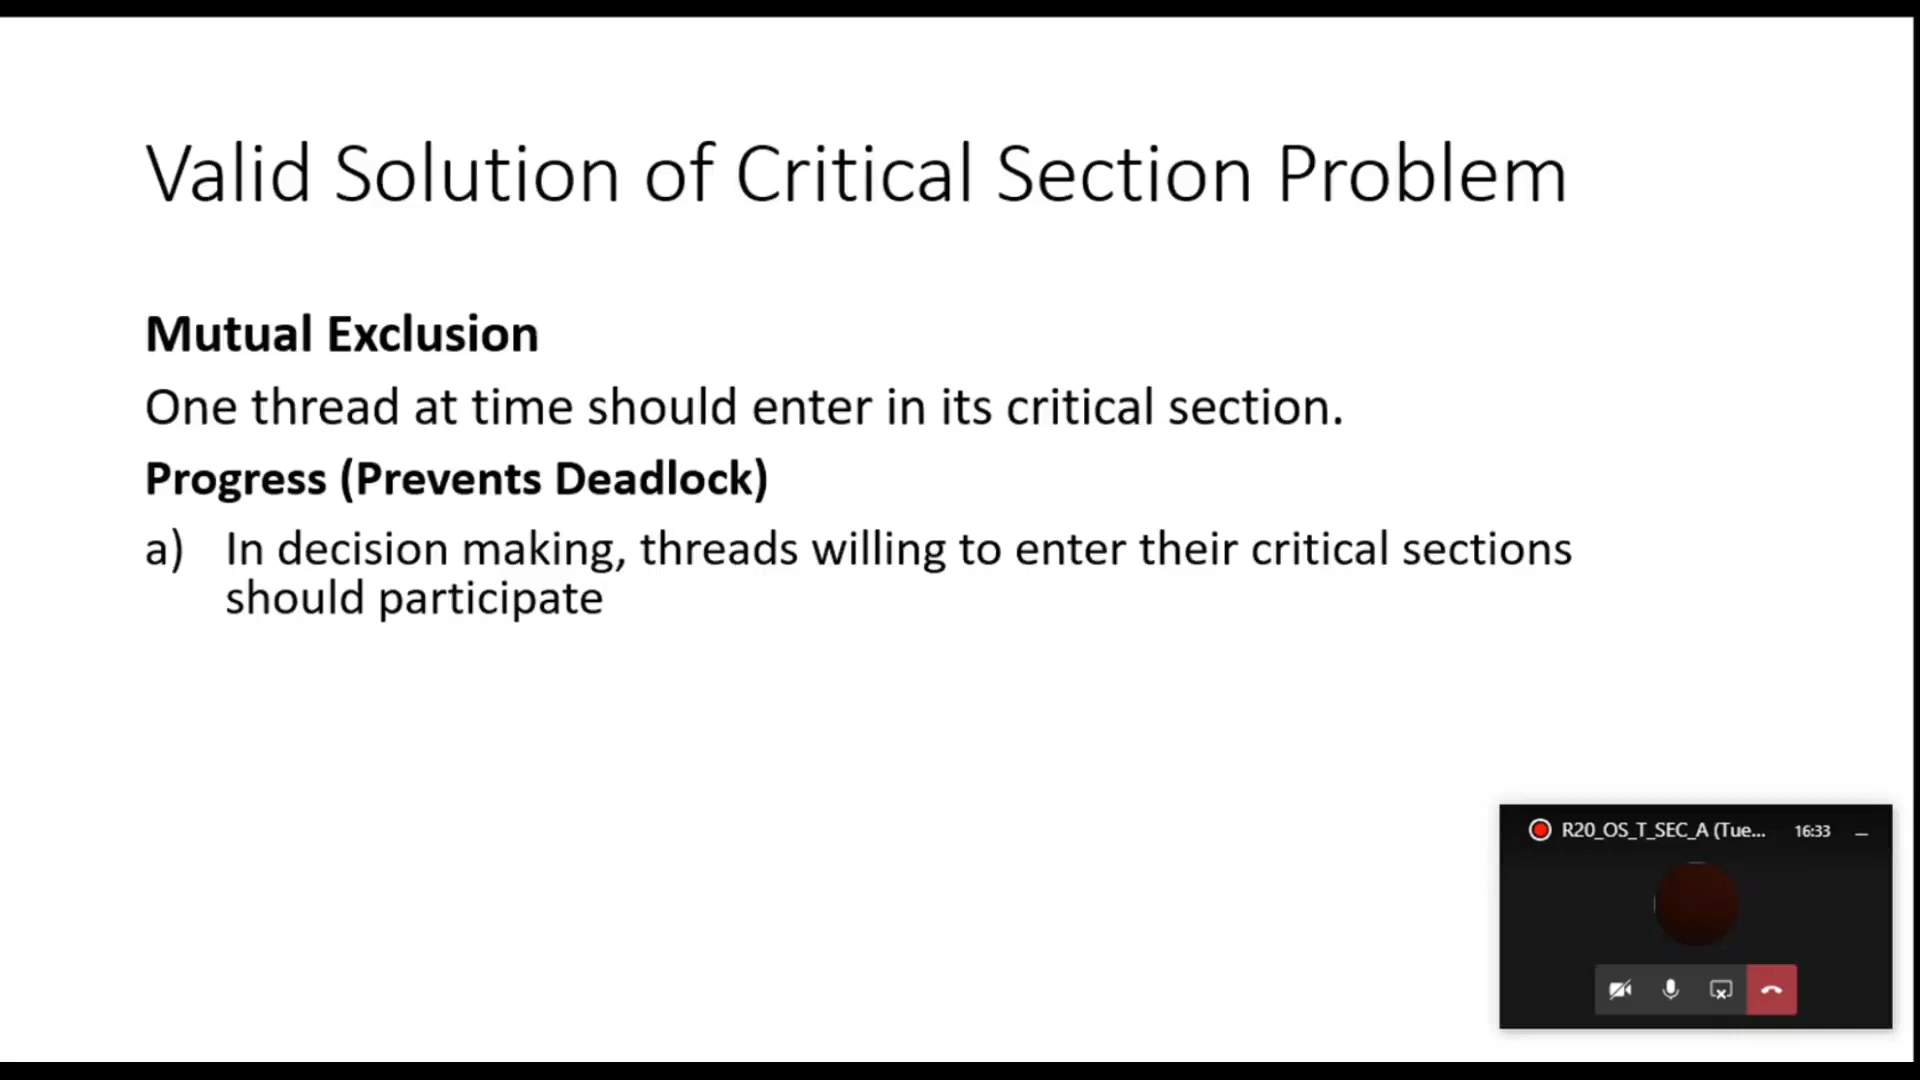 Valid Solution of Critical Section Problem
Mutual Exclusion
One thread at time should enter in its critical section.
Progress (Prevents Deadlock)
a) In decision making, threads willing to enter their critical sections
should participate
R20_OS_T_SEC_A (Tue... 16:33